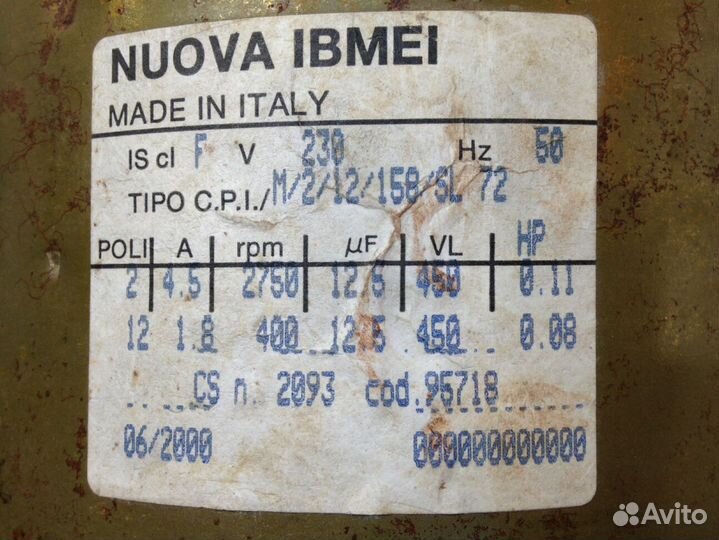 NUOVA IBMEI
MADE IN ITALY
IS cl F V 230 Hz 50
TIPO C.P.I./M/2/12/158/SL 72
POLI A rpm µF VL HP
2 4.5 2750 12.5 450 0.11
12 1.8 400 12.5 450 0.08
CS n. 2093 cod. 95718
06/2000 000000000000
Avito